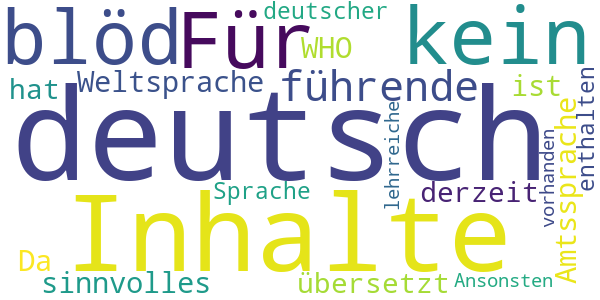 deutscher
blöd
Für
WHO
kein
hat
Weltsprache
führende
ist
enthalten
deutsch
lehrreiche
Amtssprache
vorhanden
Sprache
derzeit
Inhalte
Da
sinnvolles
übersetzt
Ansonsten